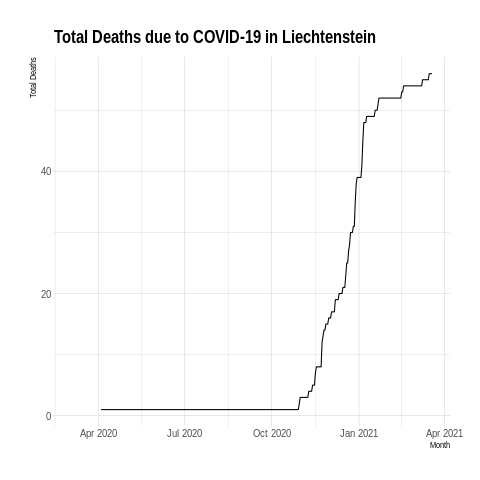 Total Deaths due to COVID-19 in Liechtenstein
Total Deaths
40
20
0
Apr 2020 Jul 2020 Oct 2020 Jan 2021 Apr 2021
Month